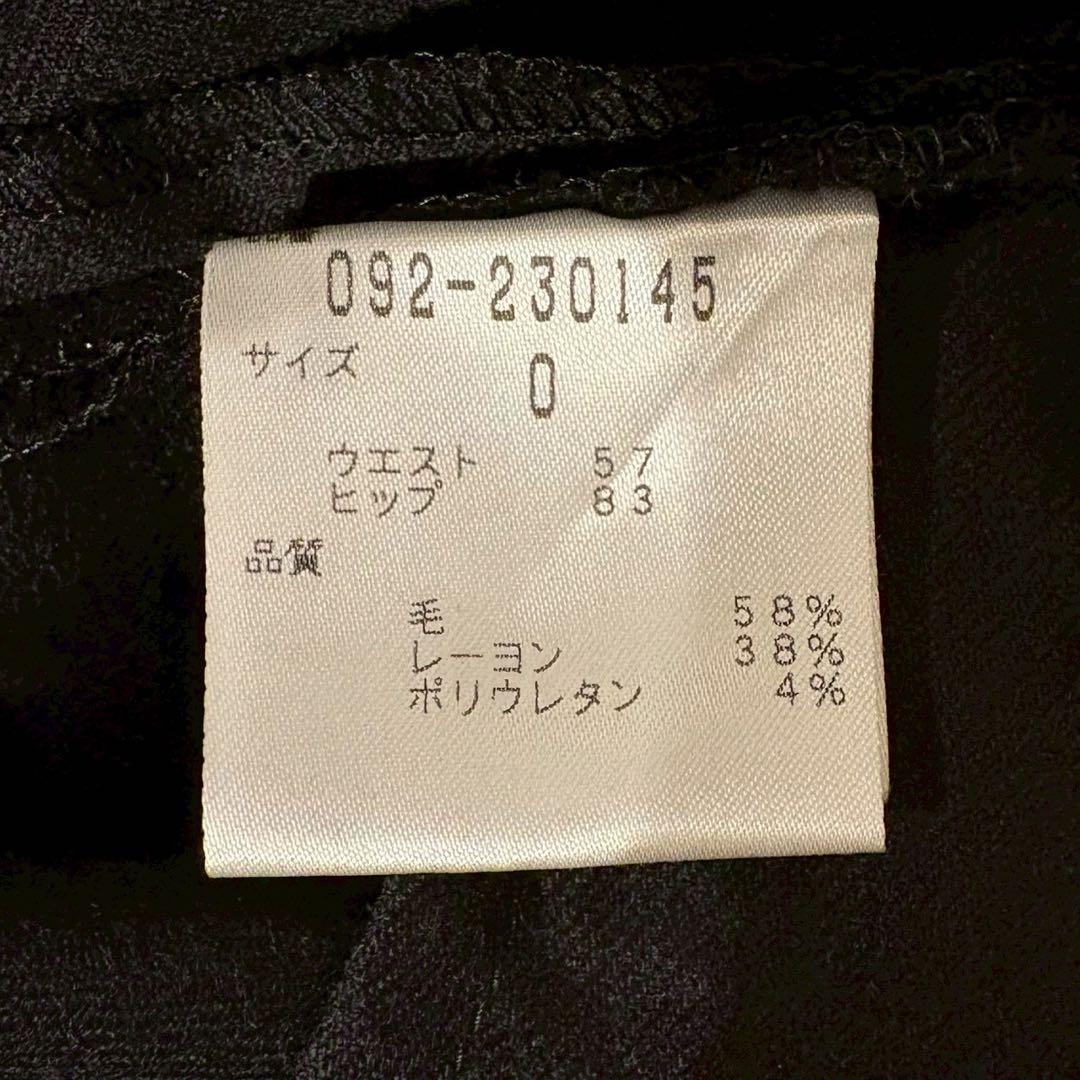 092-230145
サイズ 0
ウエスト 57
ヒップ 83
品質
毛 58%
レーヨン 38%
ポリウレタン 4%